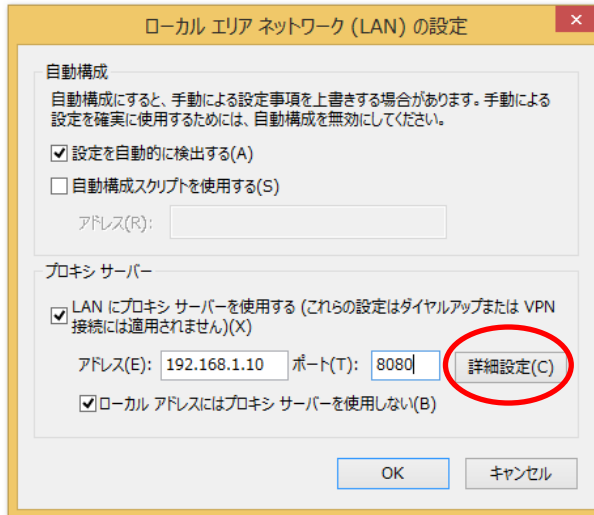 ローカル エリア ネットワーク (LAN) の設定
×
自動構成
自動構成にすると、手動による設定事項を上書きする場合があります。手動による
設定を確実に使用するためには、自動構成を無効にしてください。
設定を自動的に検出する(A)
自動構成スクリプトを使用する(S)
アドレス(R):
プロキシ サーバー
LAN にプロキシ サーバーを使用する (これらの設定はダイヤルアップまたは VPN
接続には適用されません)(X)
アドレス(E): 192.168.1.10 ポート(T): 8080 詳細設定(C)
ローカル アドレスにはプロキシ サーバーを使用しない(B)
OK キャンセル